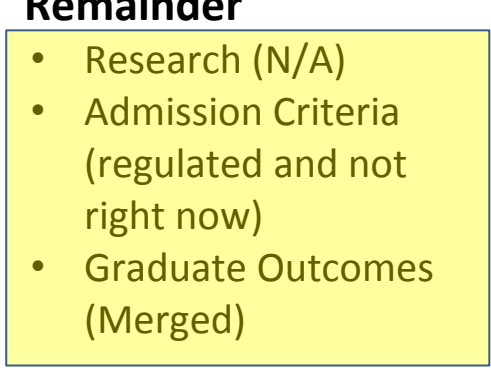 Remainder
• Research (N/A)
• Admission Criteria
(regulated and not
right now)
• Graduate Outcomes
(Merged)